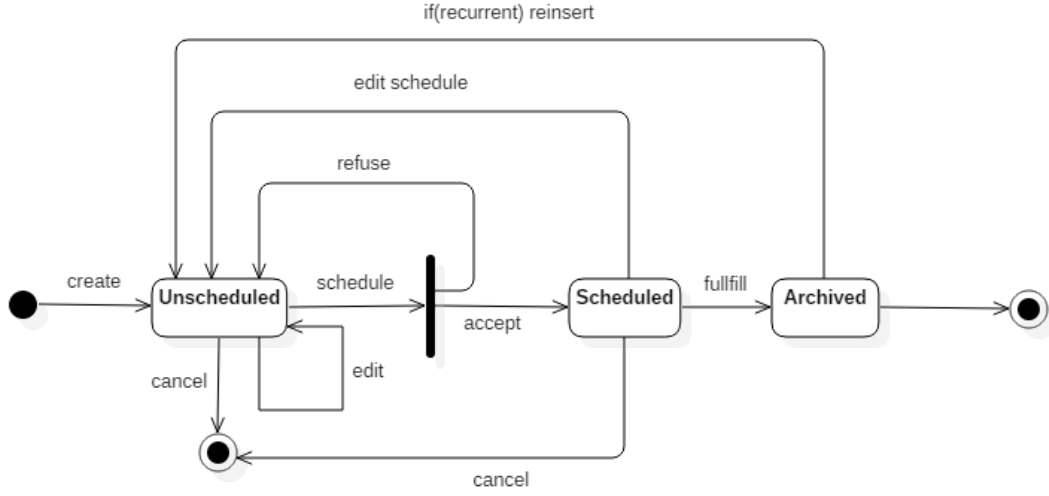 if(recurrent) reinsert
edit schedule
refuse
create
Unscheduled
schedule
accept
Scheduled
fullfill
Archived
cancel
edit
cancel